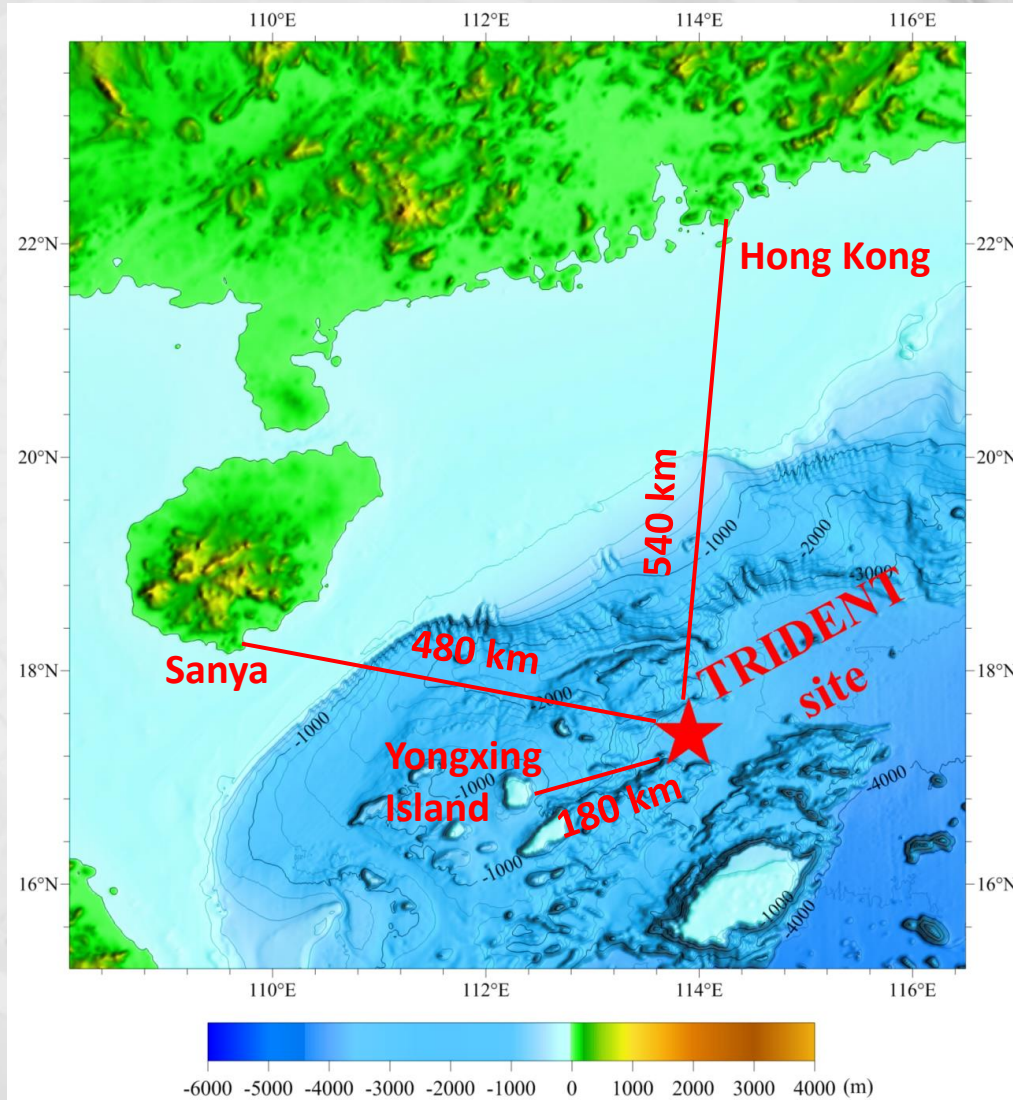 110°E 112°E 114°E 116°E
22°N
22°N
Hong Kong
20°N
20°N
540 km
-1000
-2000
-3000
TRIDENT
site
480 km
Sanya
18°N
18°N
-2000
-1000
Yongxing
Island
-1000
180 km
-4000
-1000
16°N
16°N
-1000
-4000
110°E 112°E 114°E 116°E
-6000 -5000 -4000 -3000 -2000 -1000 0 1000 2000 3000 4000 (m)